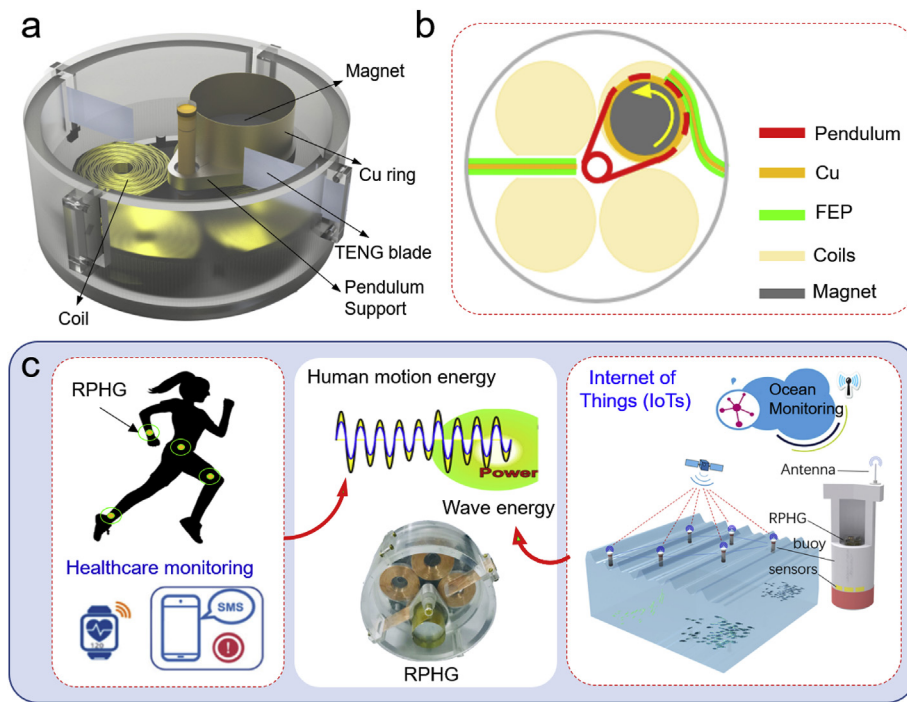 a
Magnet
Cu ring
TENG blade
Pendulum
Support
Coil
b
Pendulum
Cu
FEP
Coils
Magnet
c
RPHG
Healthcare monitoring
120
SMS
!
Human motion energy
Power
Wave energy
RPHG
Internet of
Things (IoTs)
Ocean
Monitoring
Antenna
RPHG
buoy
sensors